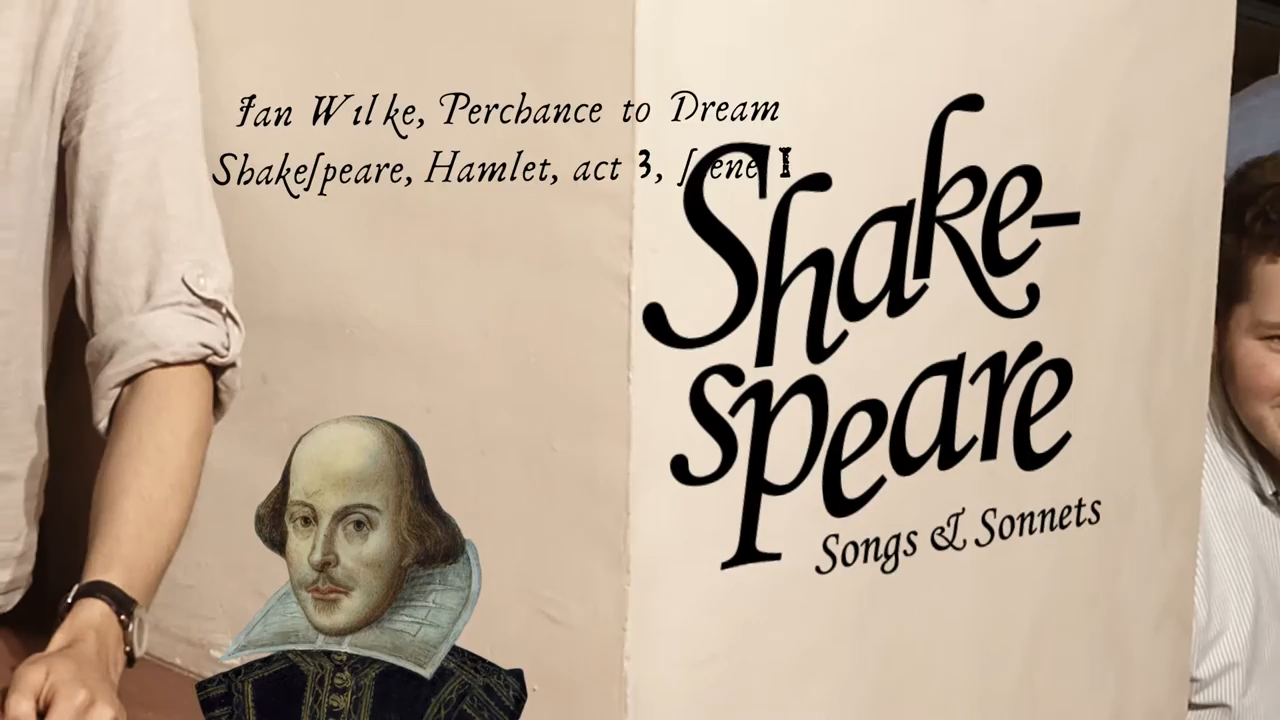 Ian Wilke, Perchance to Dream
Shakeſpeare, Hamlet, act 3, ſcene I
Shake-
speare
Songs & Sonnets